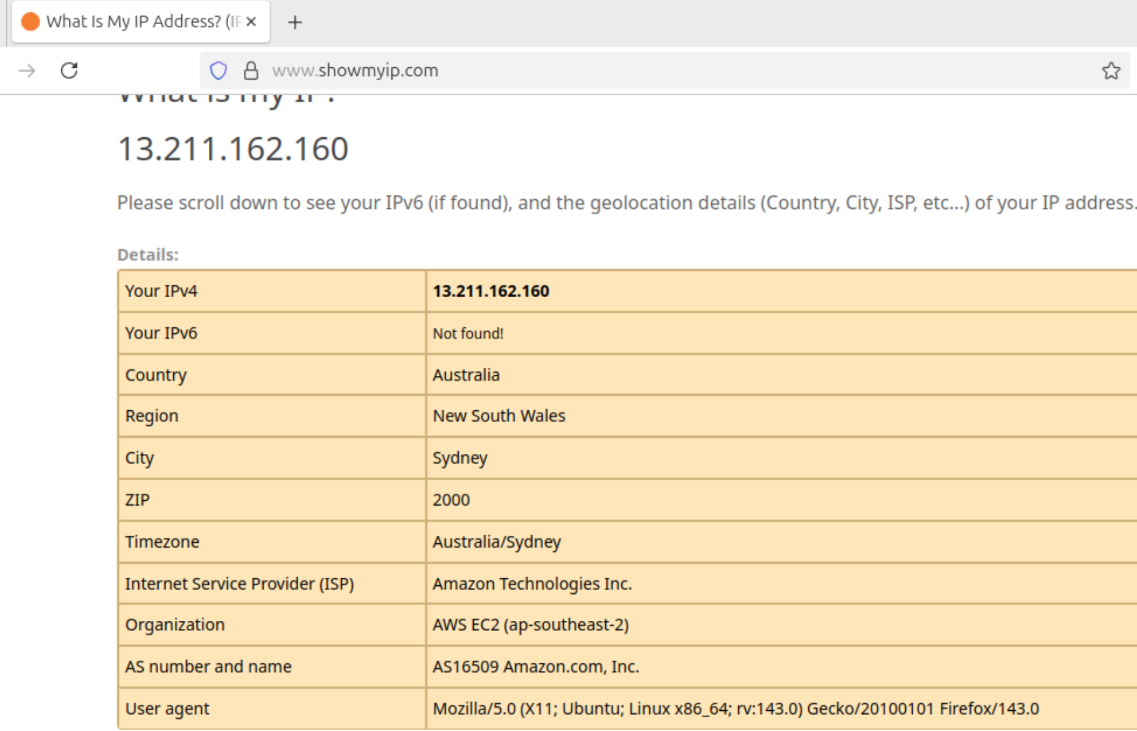 What Is My IP Address? (IP
www.showmyip.com
What is my IP?
13.211.162.160
Please scroll down to see your IPv6 (if found), and the geolocation details (Country, City, ISP, etc...) of your IP address.
Details:
Your IPv4 13.211.162.160
Your IPv6 Not found!
Country Australia
Region New South Wales
City Sydney
ZIP 2000
Timezone Australia/Sydney
Internet Service Provider (ISP) Amazon Technologies Inc.
Organization AWS EC2 (ap-southeast-2)
AS number and name AS16509 Amazon.com, Inc.
User agent Mozilla/5.0 (X11; Ubuntu; Linux x86_64; rv:143.0) Gecko/20100101 Firefox/143.0